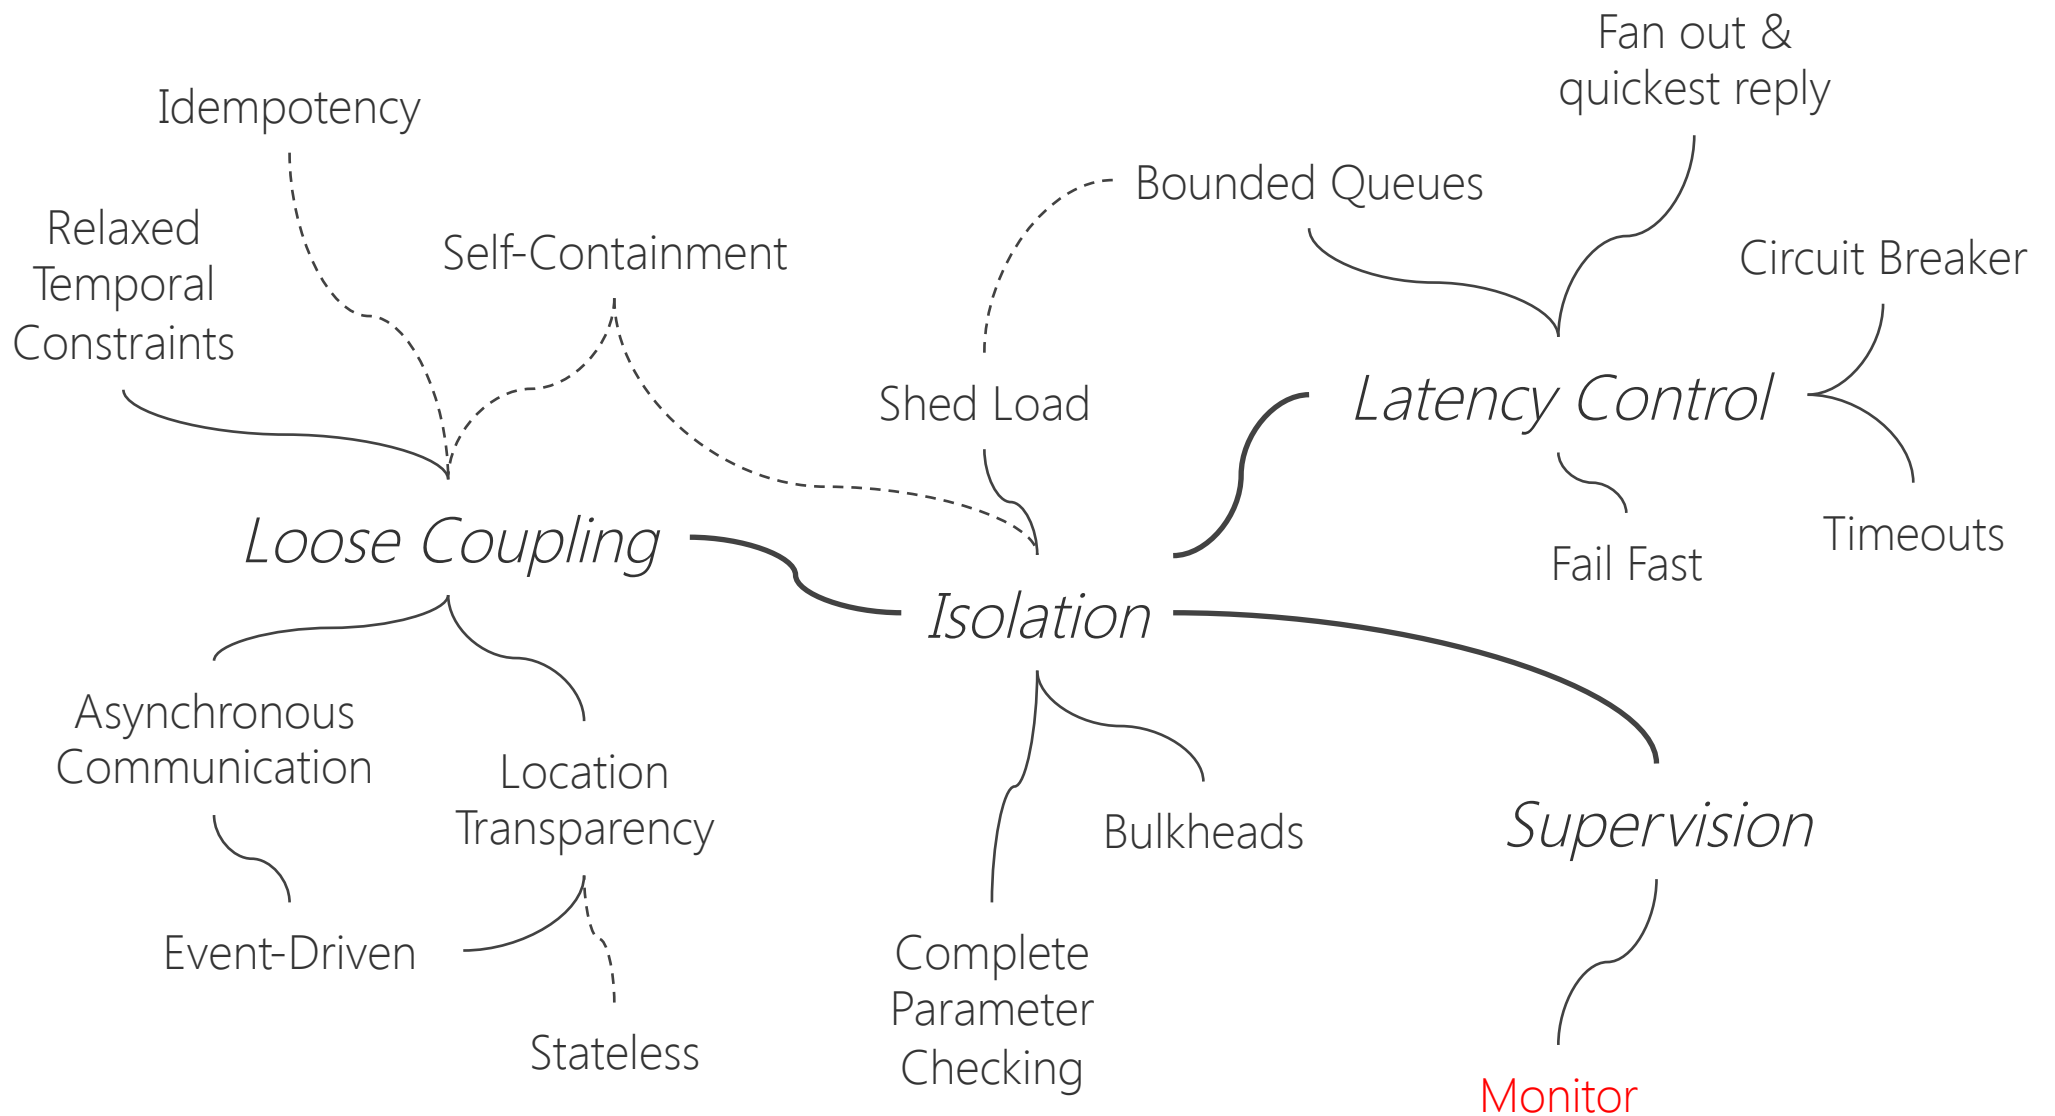 Fan out &
quickest reply
Idempotency
Bounded Queues
Relaxed
Temporal
Constraints
Self-Containment
Circuit Breaker
Shed Load
Latency Control
Loose Coupling
Fail Fast
Timeouts
Isolation
Asynchronous
Communication
Location
Transparency
Bulkheads
Supervision
Event-Driven
Complete
Parameter
Checking
Stateless
Monitor